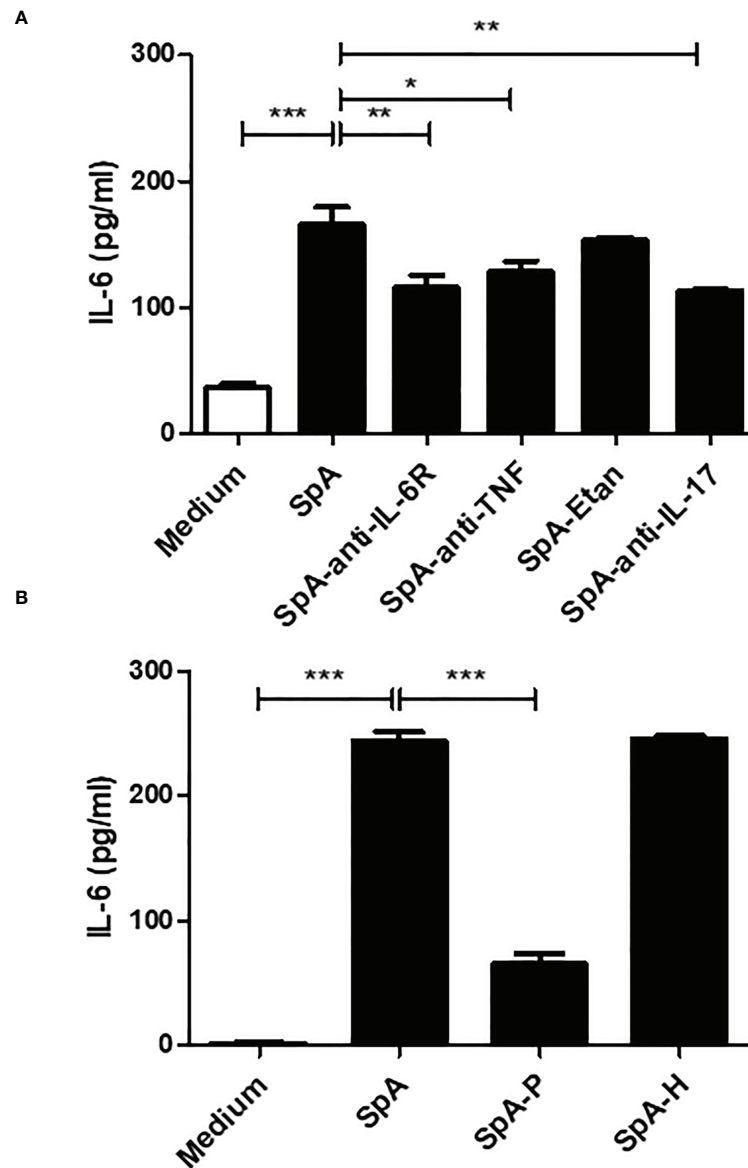 A
300
**
*
***
**
200
IL-6 (pg/ml)
100
0
Medium
SpA
SpA-anti-IL-6R
SpA-anti-TNF
SpA-Etan
SpA-anti-IL-17
B
300
***
***
200
IL-6 (pg/ml)
100
0
Medium
SpA
SpA-P
SpA-H